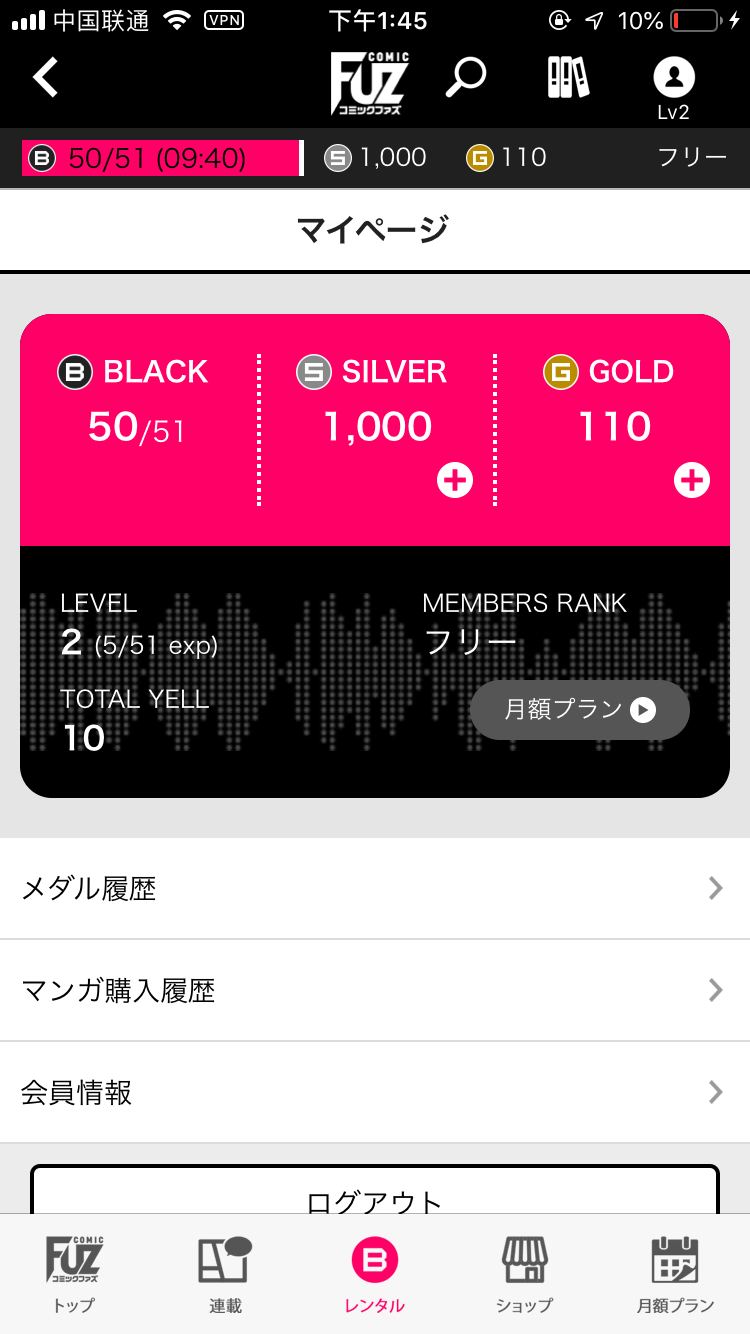 中国联通 VPN 下午1:45 10%
COMIC
FUZ
コミックファズ
Lv2
B 50/51 (09:40) S 1,000 G 110 フリー
マイページ
B BLACK S SILVER G GOLD
50/51 1,000 110
LEVEL MEMBERS RANK
2 (5/51 exp) フリー
TOTAL YELL 月額プラン
10
メダル履歴
マンガ購入履歴
会員情報
ログアウト
COMIC
FUZ B
コミックファズ
トップ 連載 レンタル ショップ 月額プラン